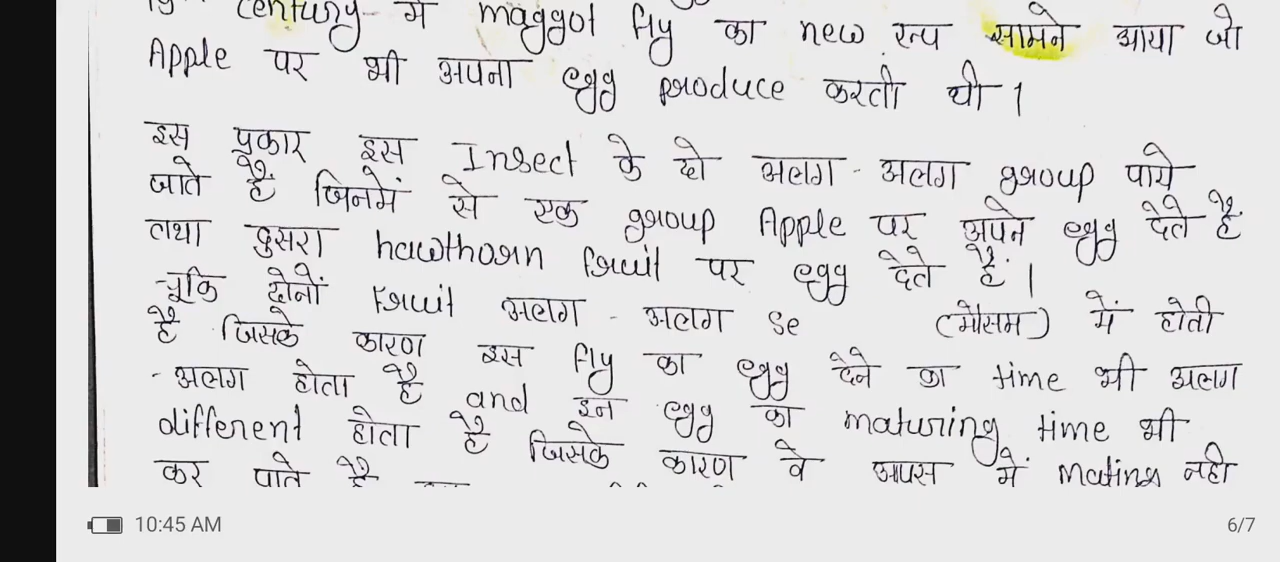 century में maggot fly का new रूप सामने आया जो
Apple पर भी अपना egg produce करती थी ।
इस प्रकार इस Insect के दो अलग - अलग group पाये
जाते हैं जिनमें से एक group Apple पर अपने egg देते है
तथा दुसरा hawthorn fruit पर egg देते हैं ।
चूकि दोनों Fruit अलग - अलग se (मौसम) में होती
है जिसके कारण इस fly का egg देने का time भी अलग
- अलग होता है and इन egg का maturing time भी
different होता है जिसके कारण वे आपस में mating नही
कर पाते है
10:45 AM
6/7